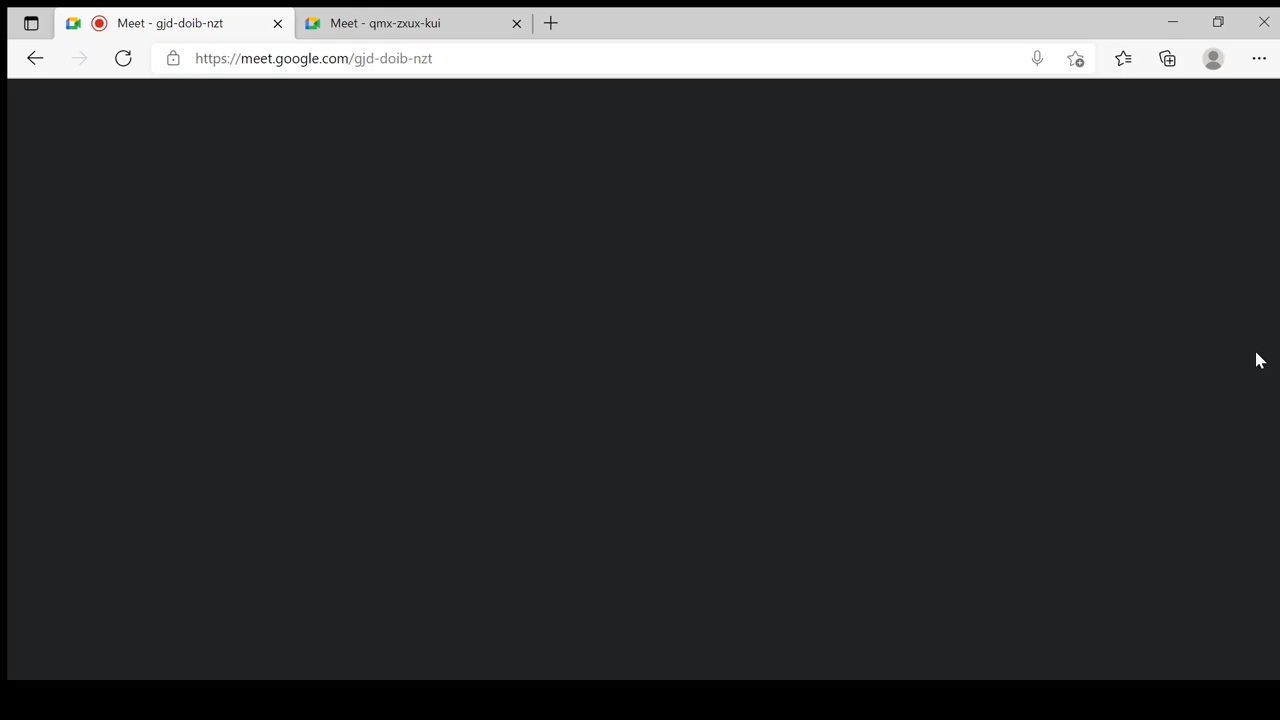 Meet - gjd-doib-nzt
Meet - qmx-zxux-kui
https://meet.google.com/gjd-doib-nzt